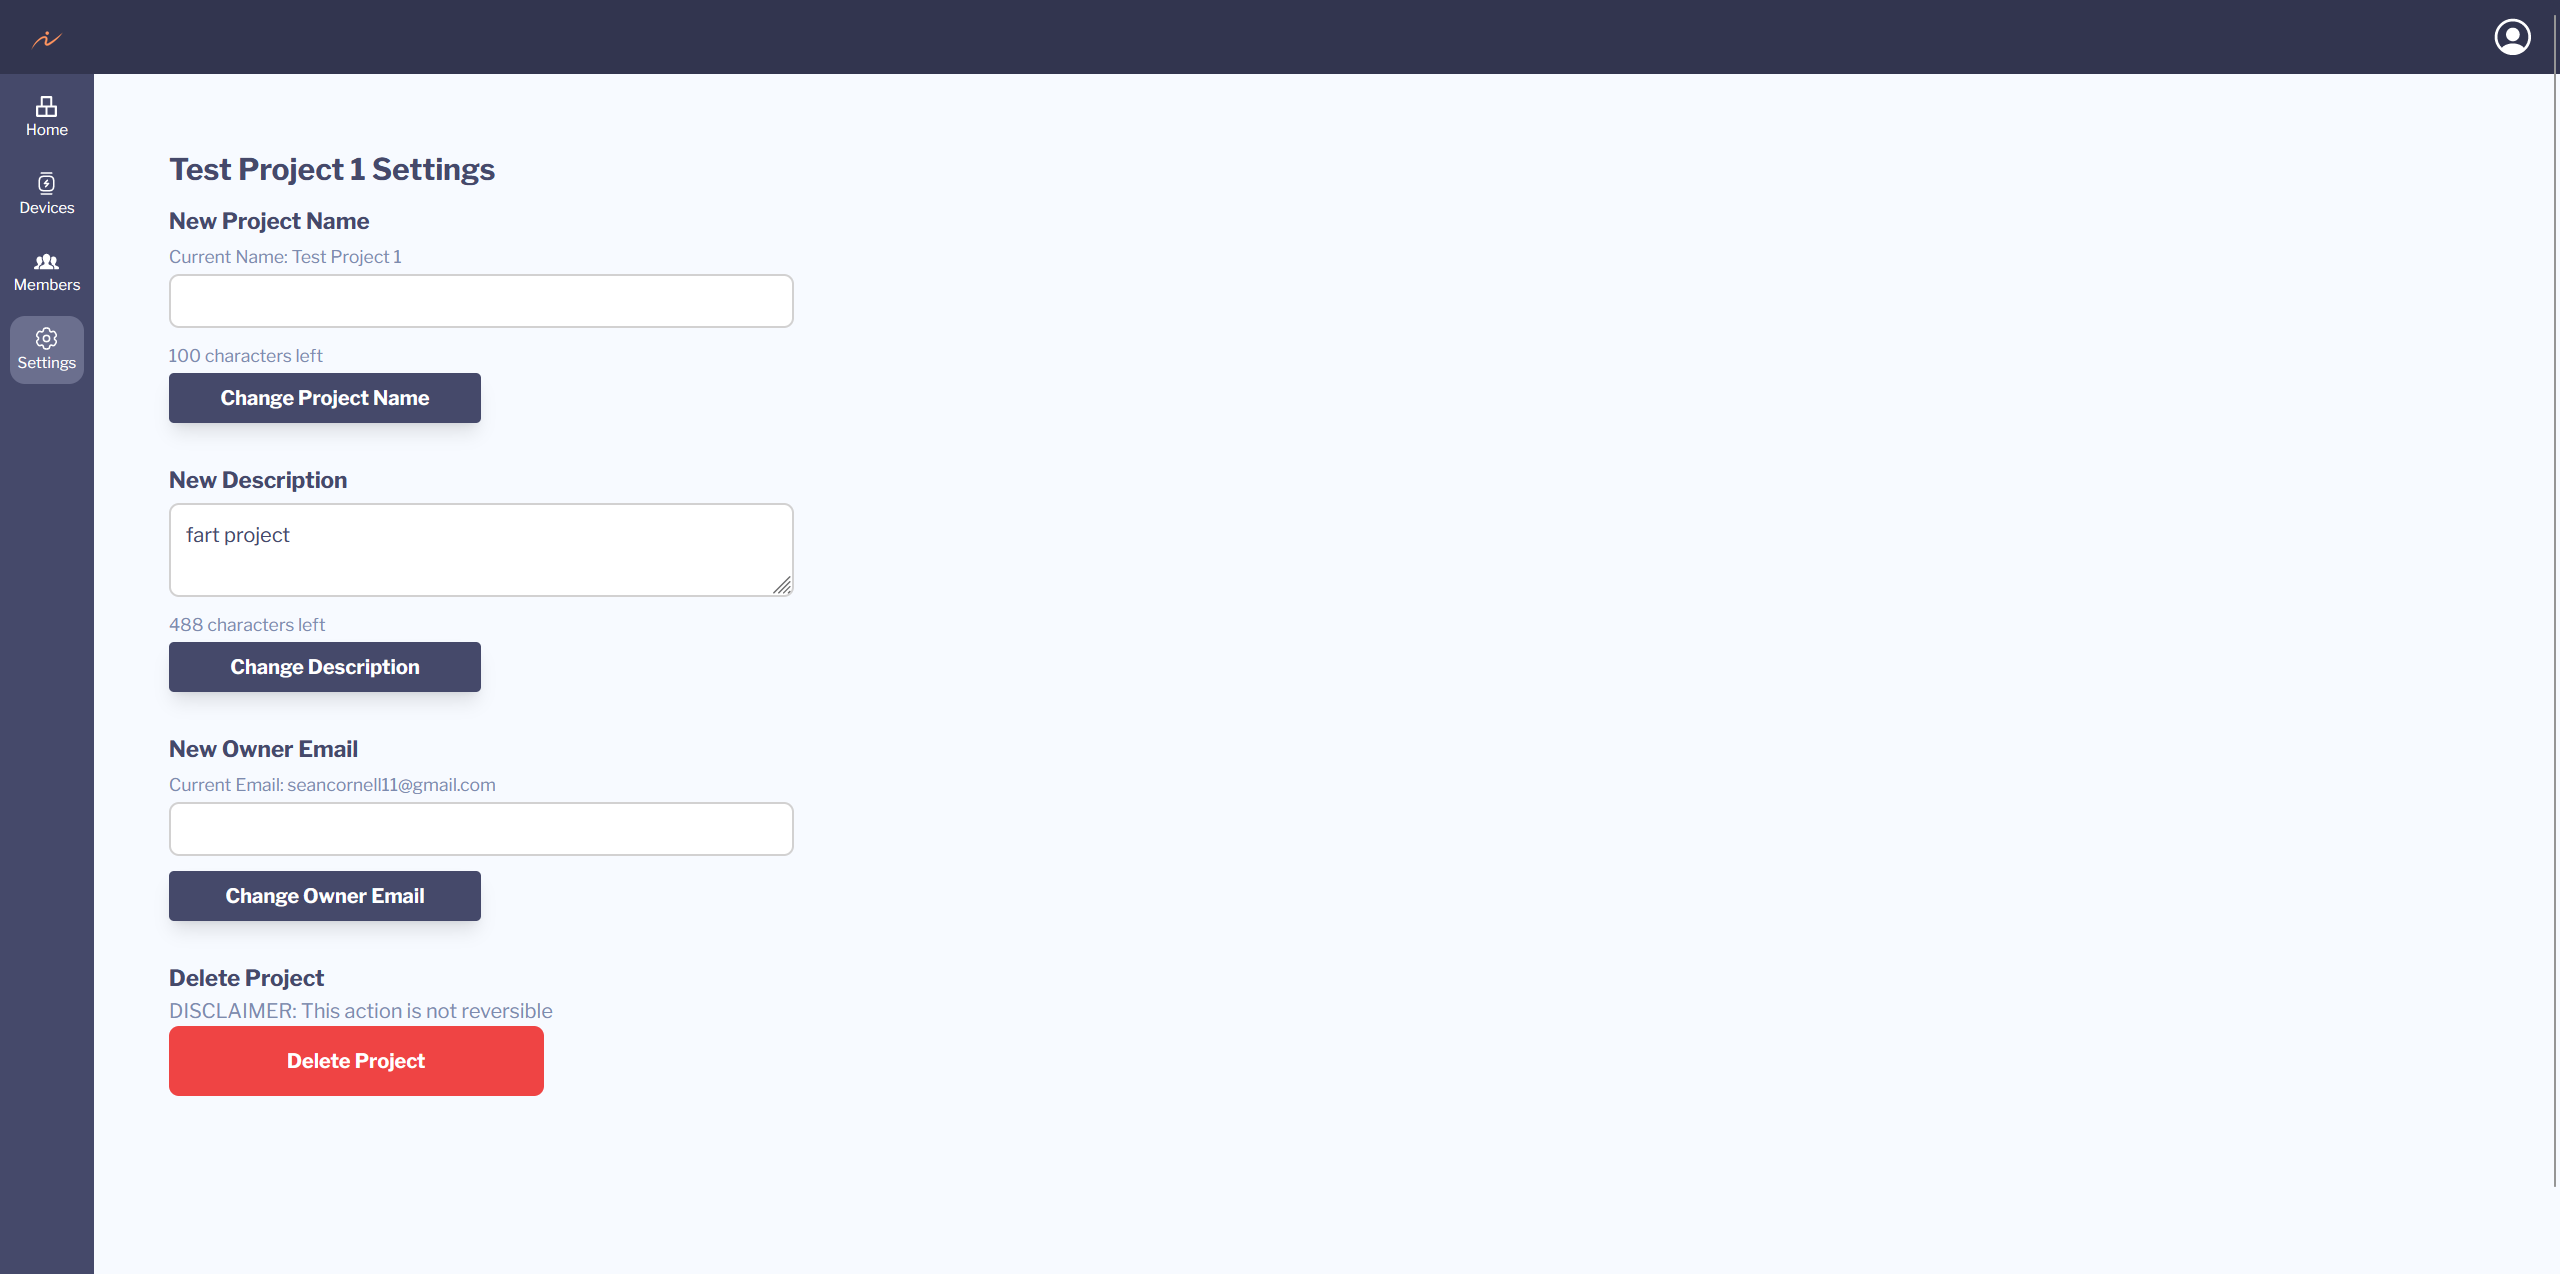 Home
Devices
Members
Settings
Test Project 1 Settings
New Project Name
Current Name: Test Project 1
100 characters left
Change Project Name
New Description
fart project
488 characters left
Change Description
New Owner Email
Current Email: seancornell11@gmail.com
Change Owner Email
Delete Project
DISCLAIMER: This action is not reversible
Delete Project